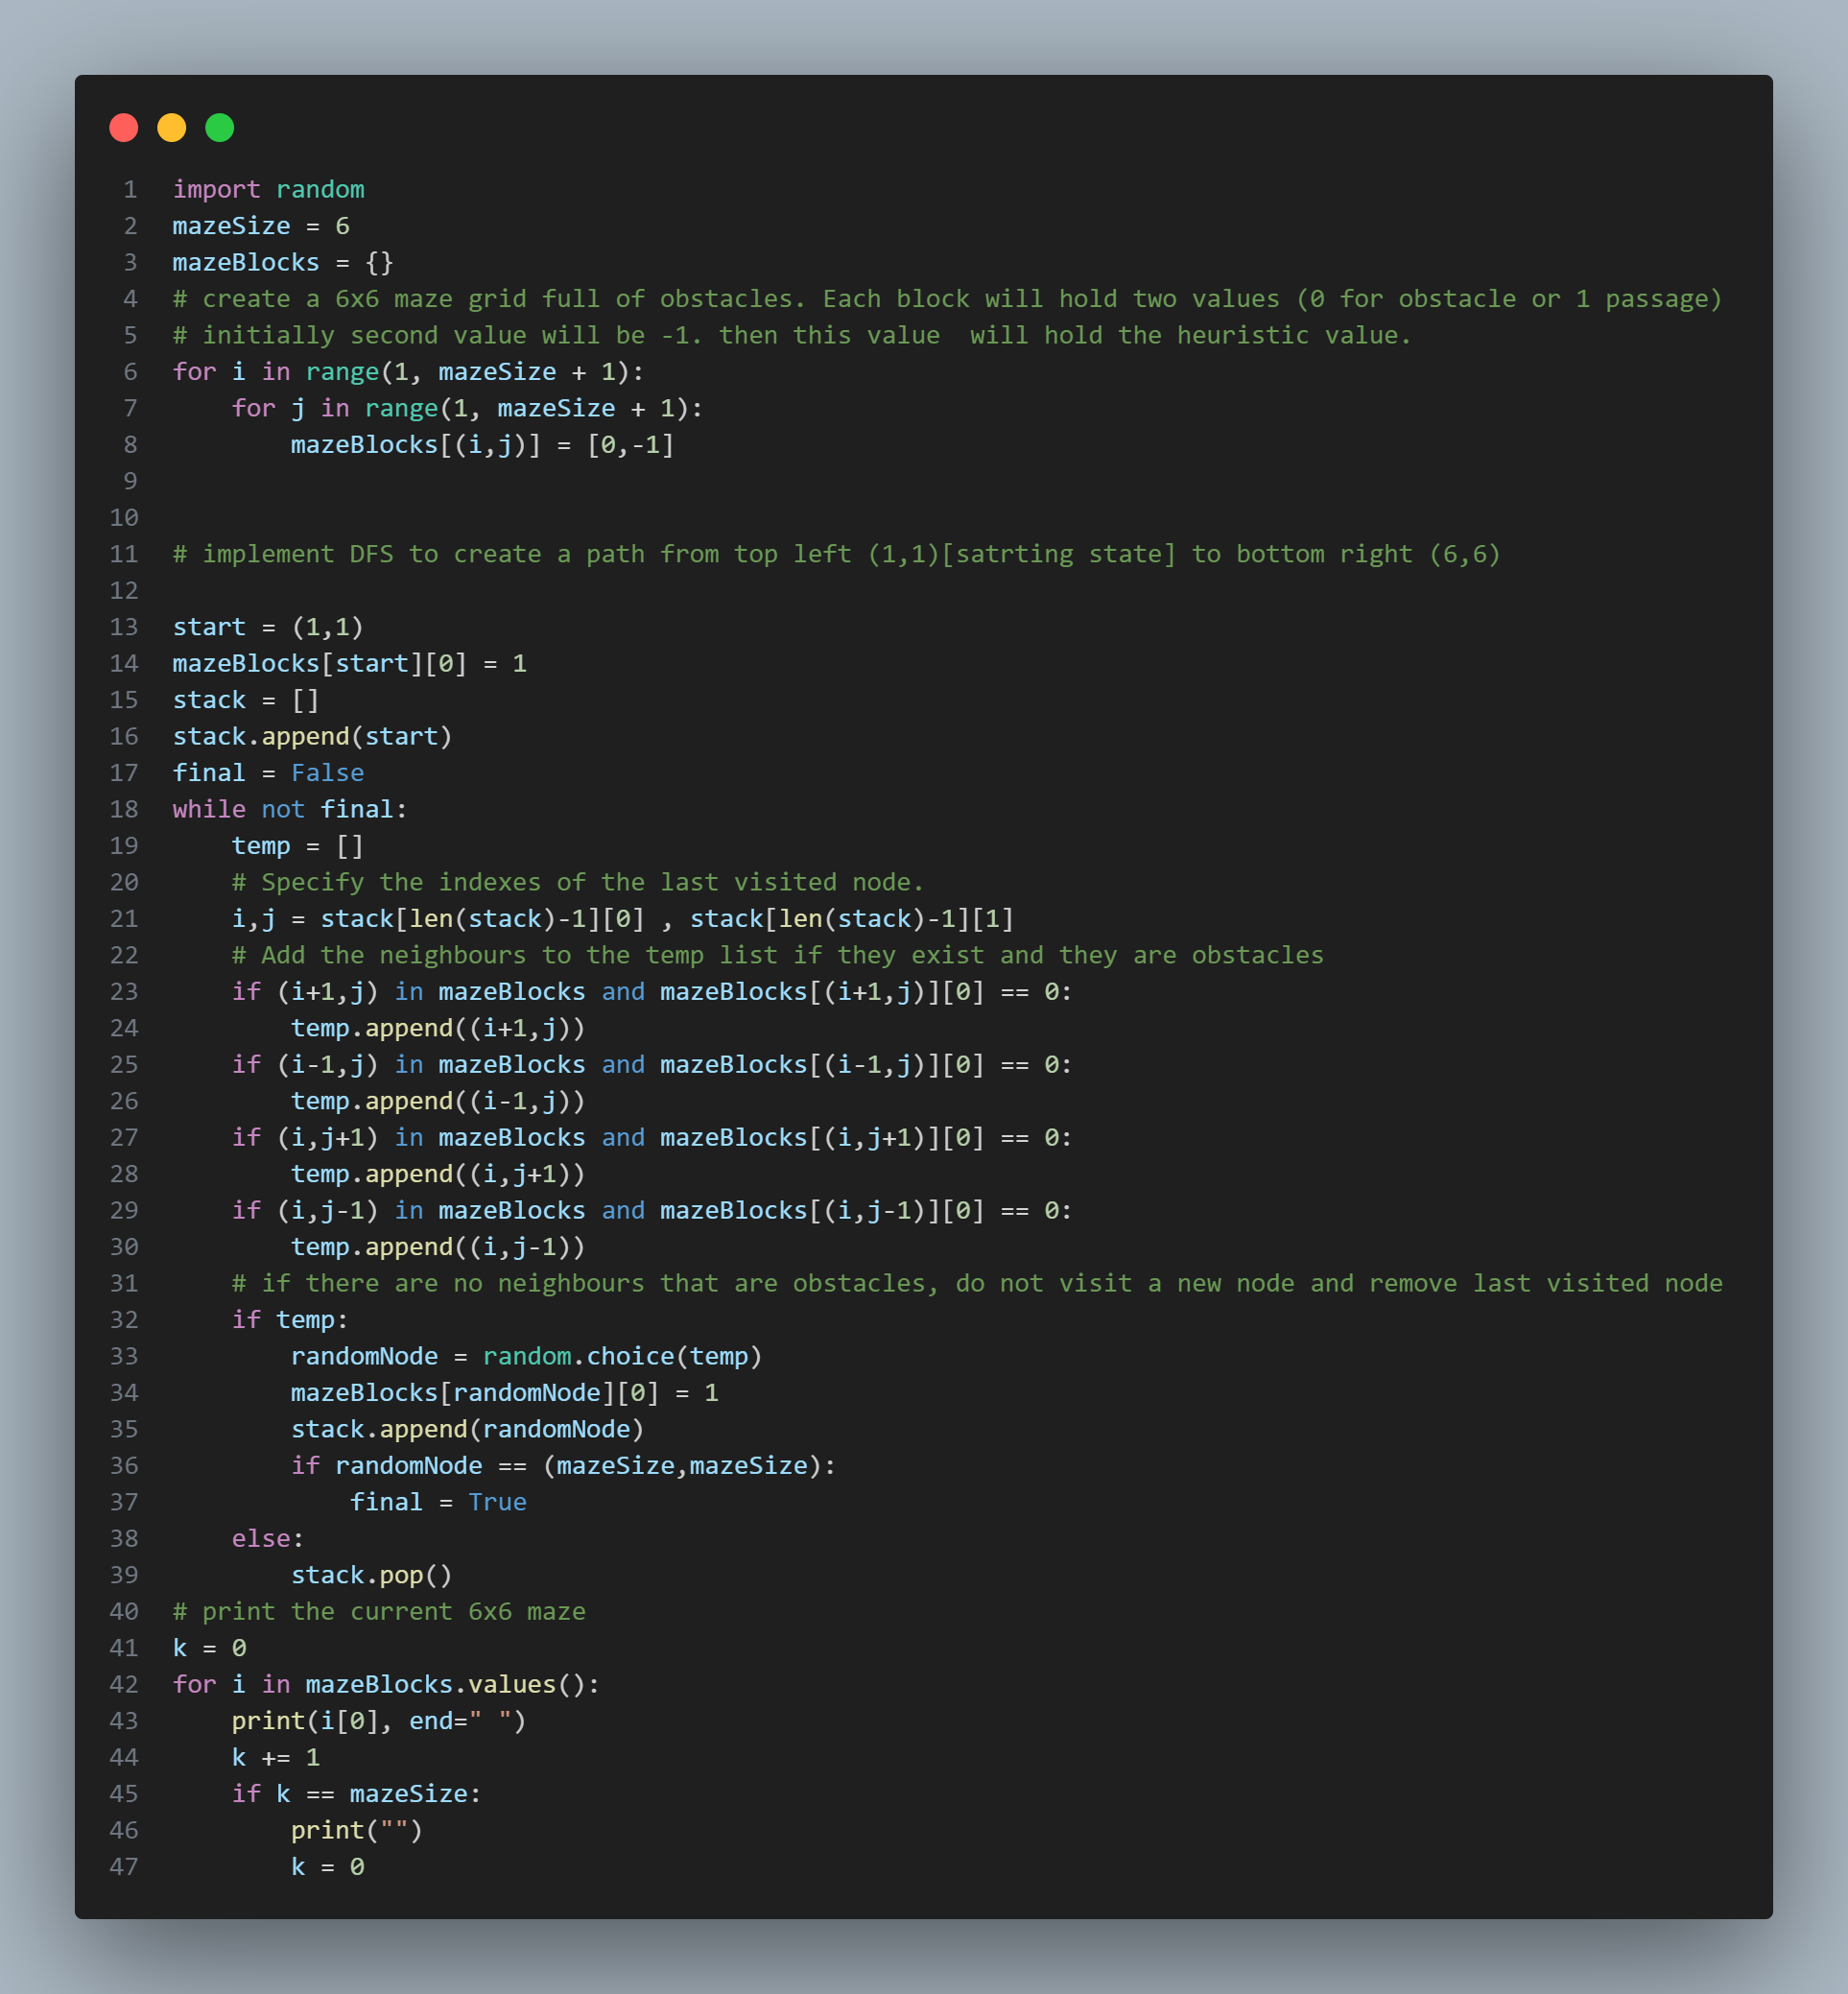 1 import random
2 mazeSize = 6
3 mazeBlocks = {}
4 # create a 6x6 maze grid full of obstacles. Each block will hold two values (0 for obstacle or 1 passage)
5 # initially second value will be -1. then this value  will hold the heuristic value.
6 for i in range(1, mazeSize + 1):
7     for j in range(1, mazeSize + 1):
8         mazeBlocks[(i,j)] = [0,-1]
9
10
11 # implement DFS to create a path from top left (1,1)[satrting state] to bottom right (6,6)
12
13 start = (1,1)
14 mazeBlocks[start][0] = 1
15 stack = []
16 stack.append(start)
17 final = False
18 while not final:
19     temp = []
20     # Specify the indexes of the last visited node.
21     i,j = stack[len(stack)-1][0] , stack[len(stack)-1][1]
22     # Add the neighbours to the temp list if they exist and they are obstacles
23     if (i+1,j) in mazeBlocks and mazeBlocks[(i+1,j)][0] == 0:
24         temp.append((i+1,j))
25     if (i-1,j) in mazeBlocks and mazeBlocks[(i-1,j)][0] == 0:
26         temp.append((i-1,j))
27     if (i,j+1) in mazeBlocks and mazeBlocks[(i,j+1)][0] == 0:
28         temp.append((i,j+1))
29     if (i,j-1) in mazeBlocks and mazeBlocks[(i,j-1)][0] == 0:
30         temp.append((i,j-1))
31     # if there are no neighbours that are obstacles, do not visit a new node and remove last visited node
32     if temp:
33         randomNode = random.choice(temp)
34         mazeBlocks[randomNode][0] = 1
35         stack.append(randomNode)
36         if randomNode == (mazeSize,mazeSize):
37             final = True
38     else:
39         stack.pop()
40 # print the current 6x6 maze
41 k = 0
42 for i in mazeBlocks.values():
43     print(i[0], end=" ")
44     k += 1
45     if k == mazeSize:
46         print("")
47         k = 0